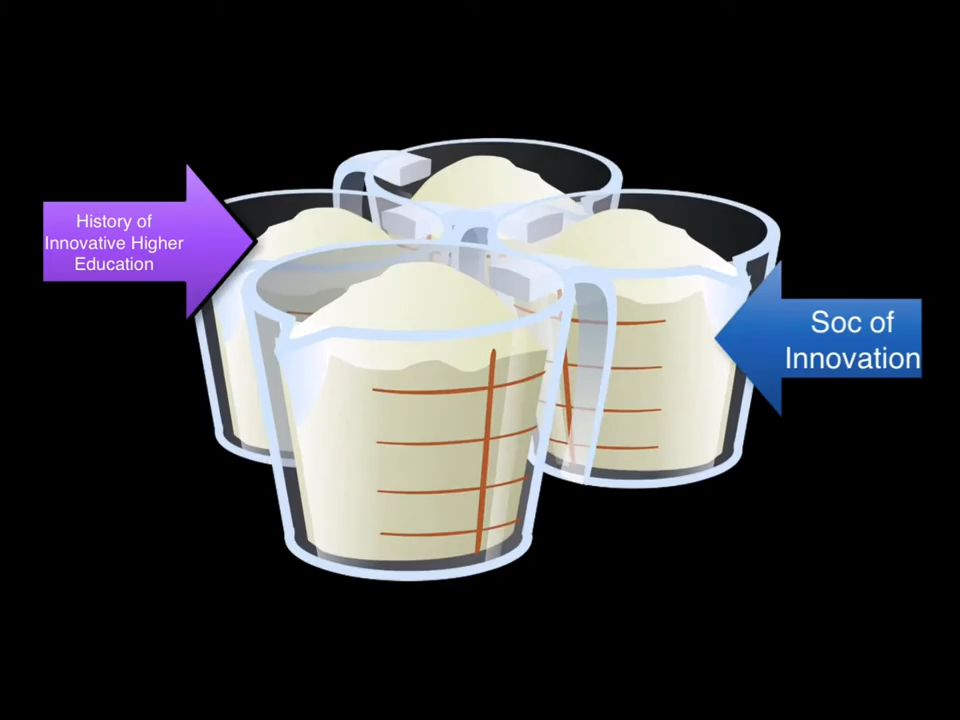 History of
Innovative Higher
Education
Soc of
Innovation